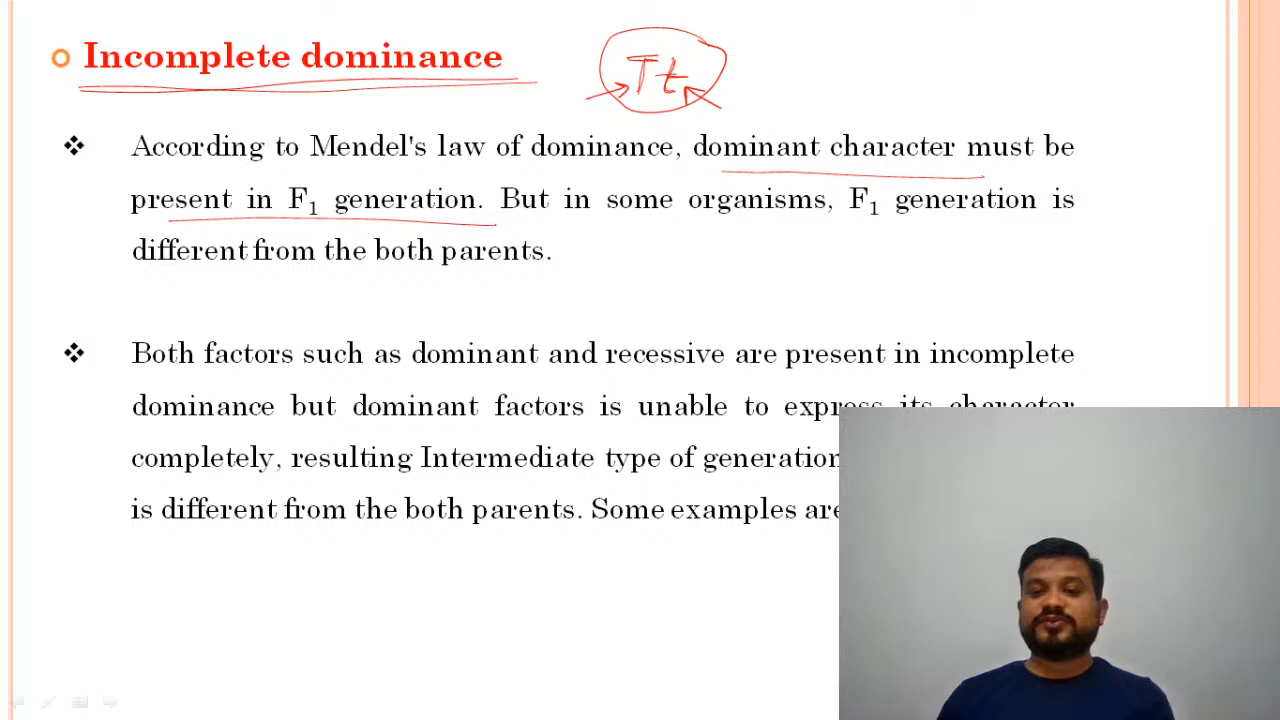 Incomplete dominance
Tt
According to Mendel's law of dominance, dominant character must be
present in F₁ generation. But in some organisms, F₁ generation is
different from the both parents.
Both factors such as dominant and recessive are present in incomplete
dominance but dominant factors is unable to express its character
completely, resulting Intermediate type of generation
is different from the both parents. Some examples are